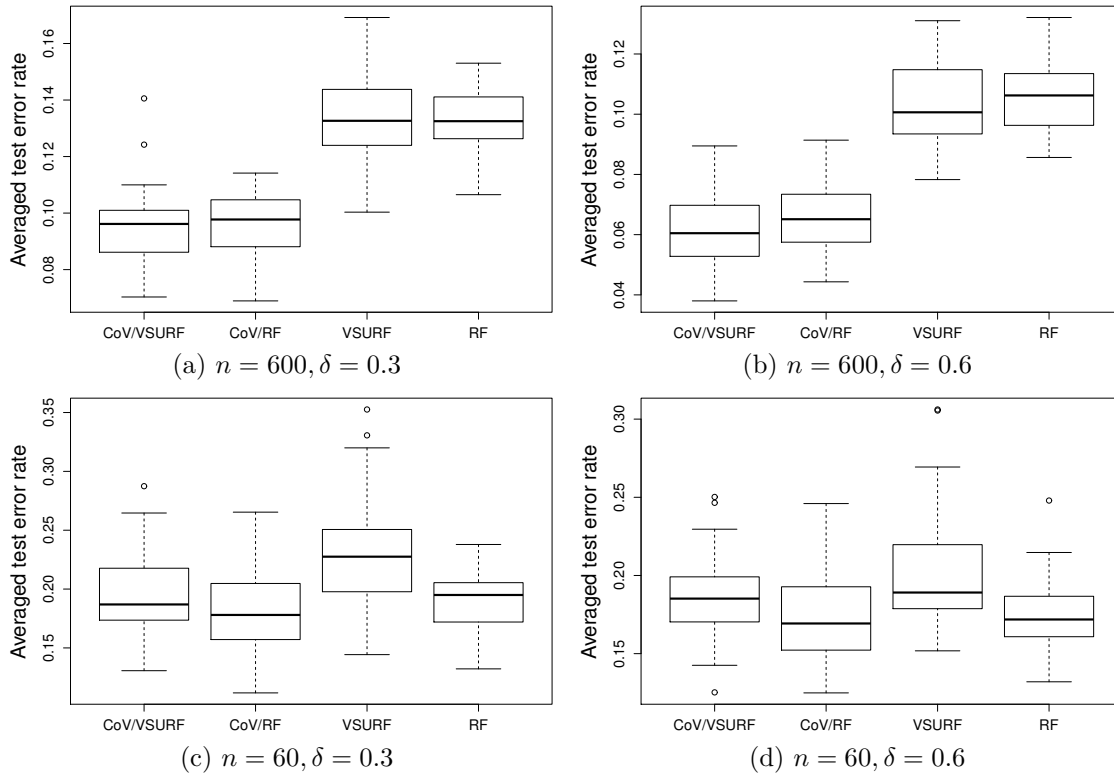 Averaged test error rate
0.16
0.14
0.12
0.10
0.08
CoV/VSURF CoV/RF VSURF RF
(a) n = 600, δ = 0.3
Averaged test error rate
0.12
0.10
0.08
0.06
0.04
CoV/VSURF CoV/RF VSURF RF
(b) n = 600, δ = 0.6
Averaged test error rate
0.35
0.30
0.25
0.20
0.15
CoV/VSURF CoV/RF VSURF RF
(c) n = 60, δ = 0.3
Averaged test error rate
0.30
0.25
0.20
0.15
CoV/VSURF CoV/RF VSURF RF
(d) n = 60, δ = 0.6